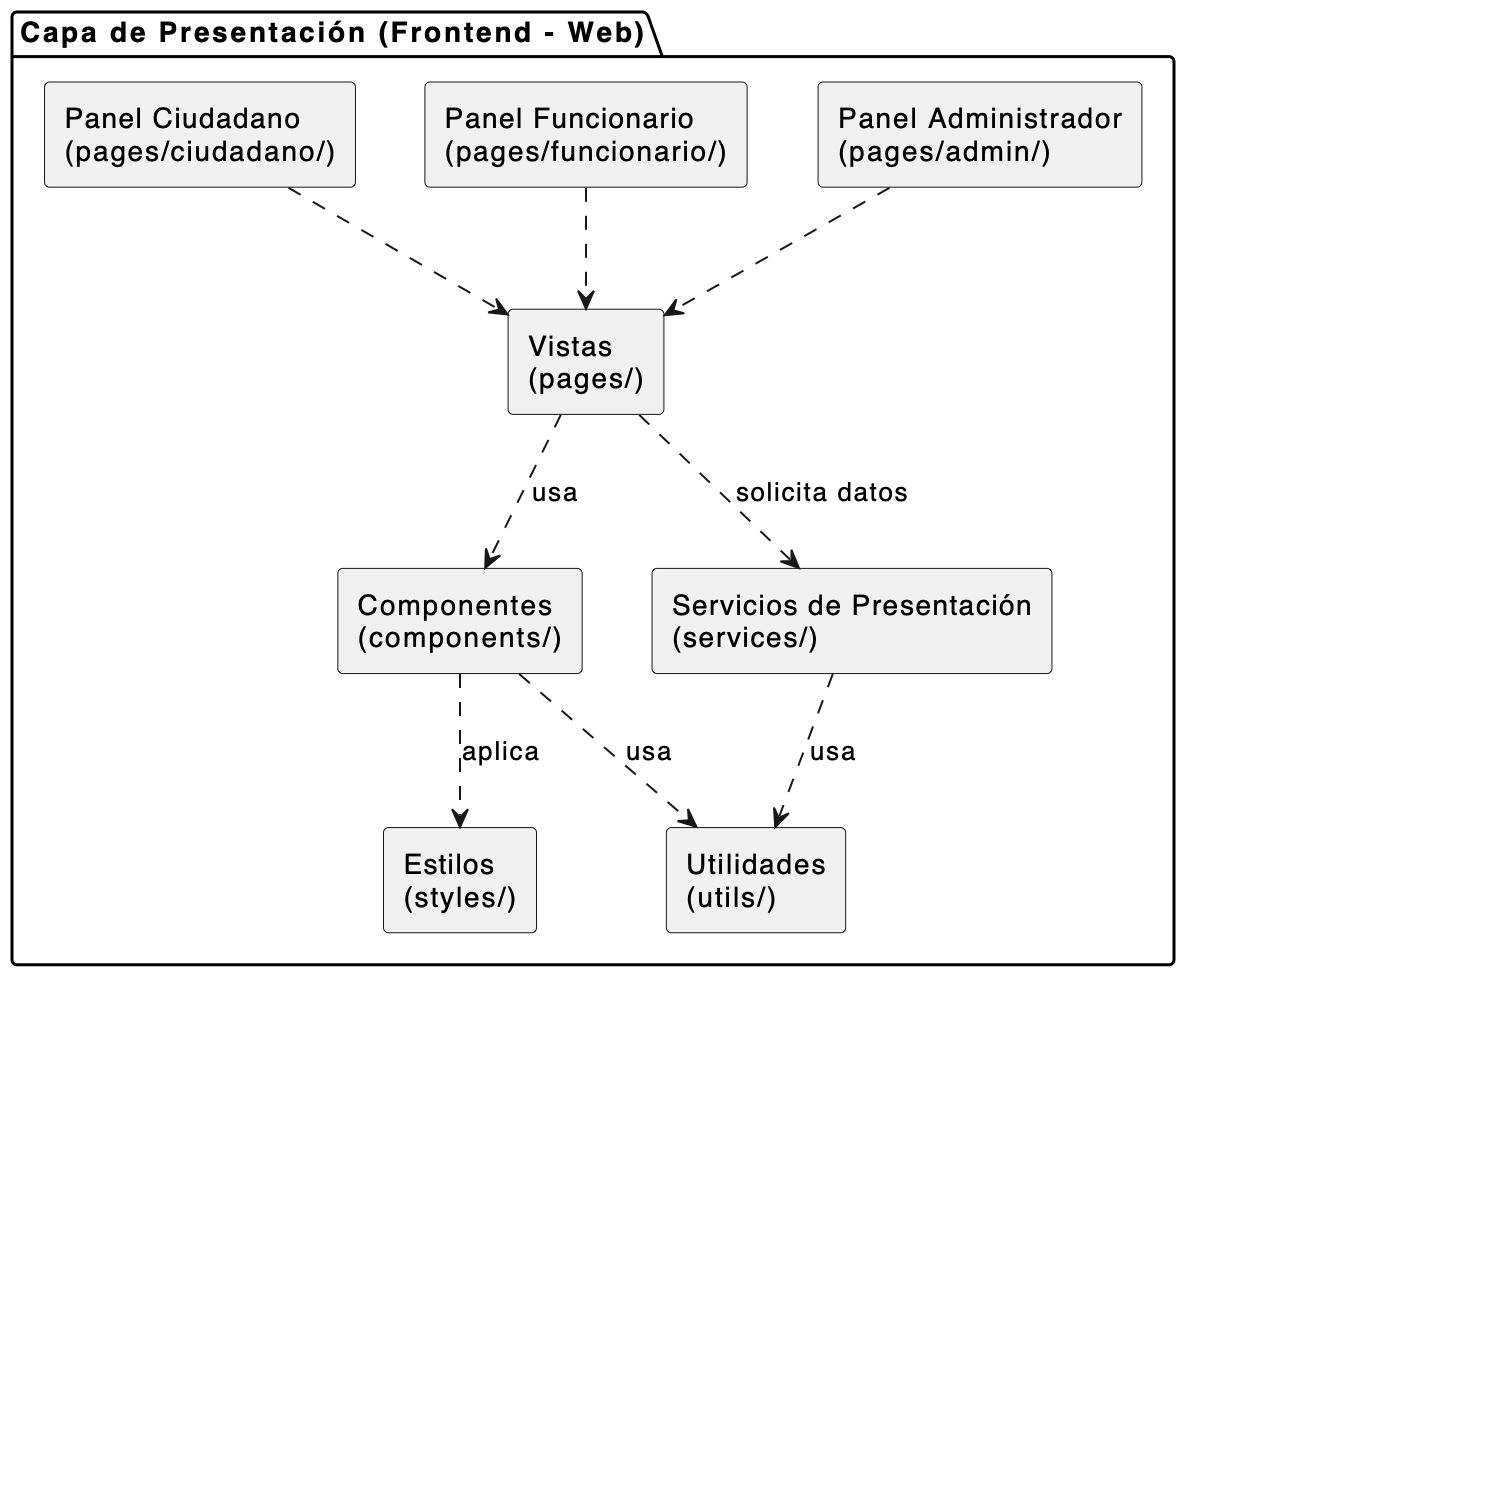 Capa de Presentación (Frontend - Web)
Panel Ciudadano
(pages/ciudadano/)
Panel Funcionario
(pages/funcionario/)
Panel Administrador
(pages/admin/)
Vistas
(pages/)
usa
solicita datos
Componentes
(components/)
Servicios de Presentación
(services/)
aplica
usa
usa
Estilos
(styles/)
Utilidades
(utils/)